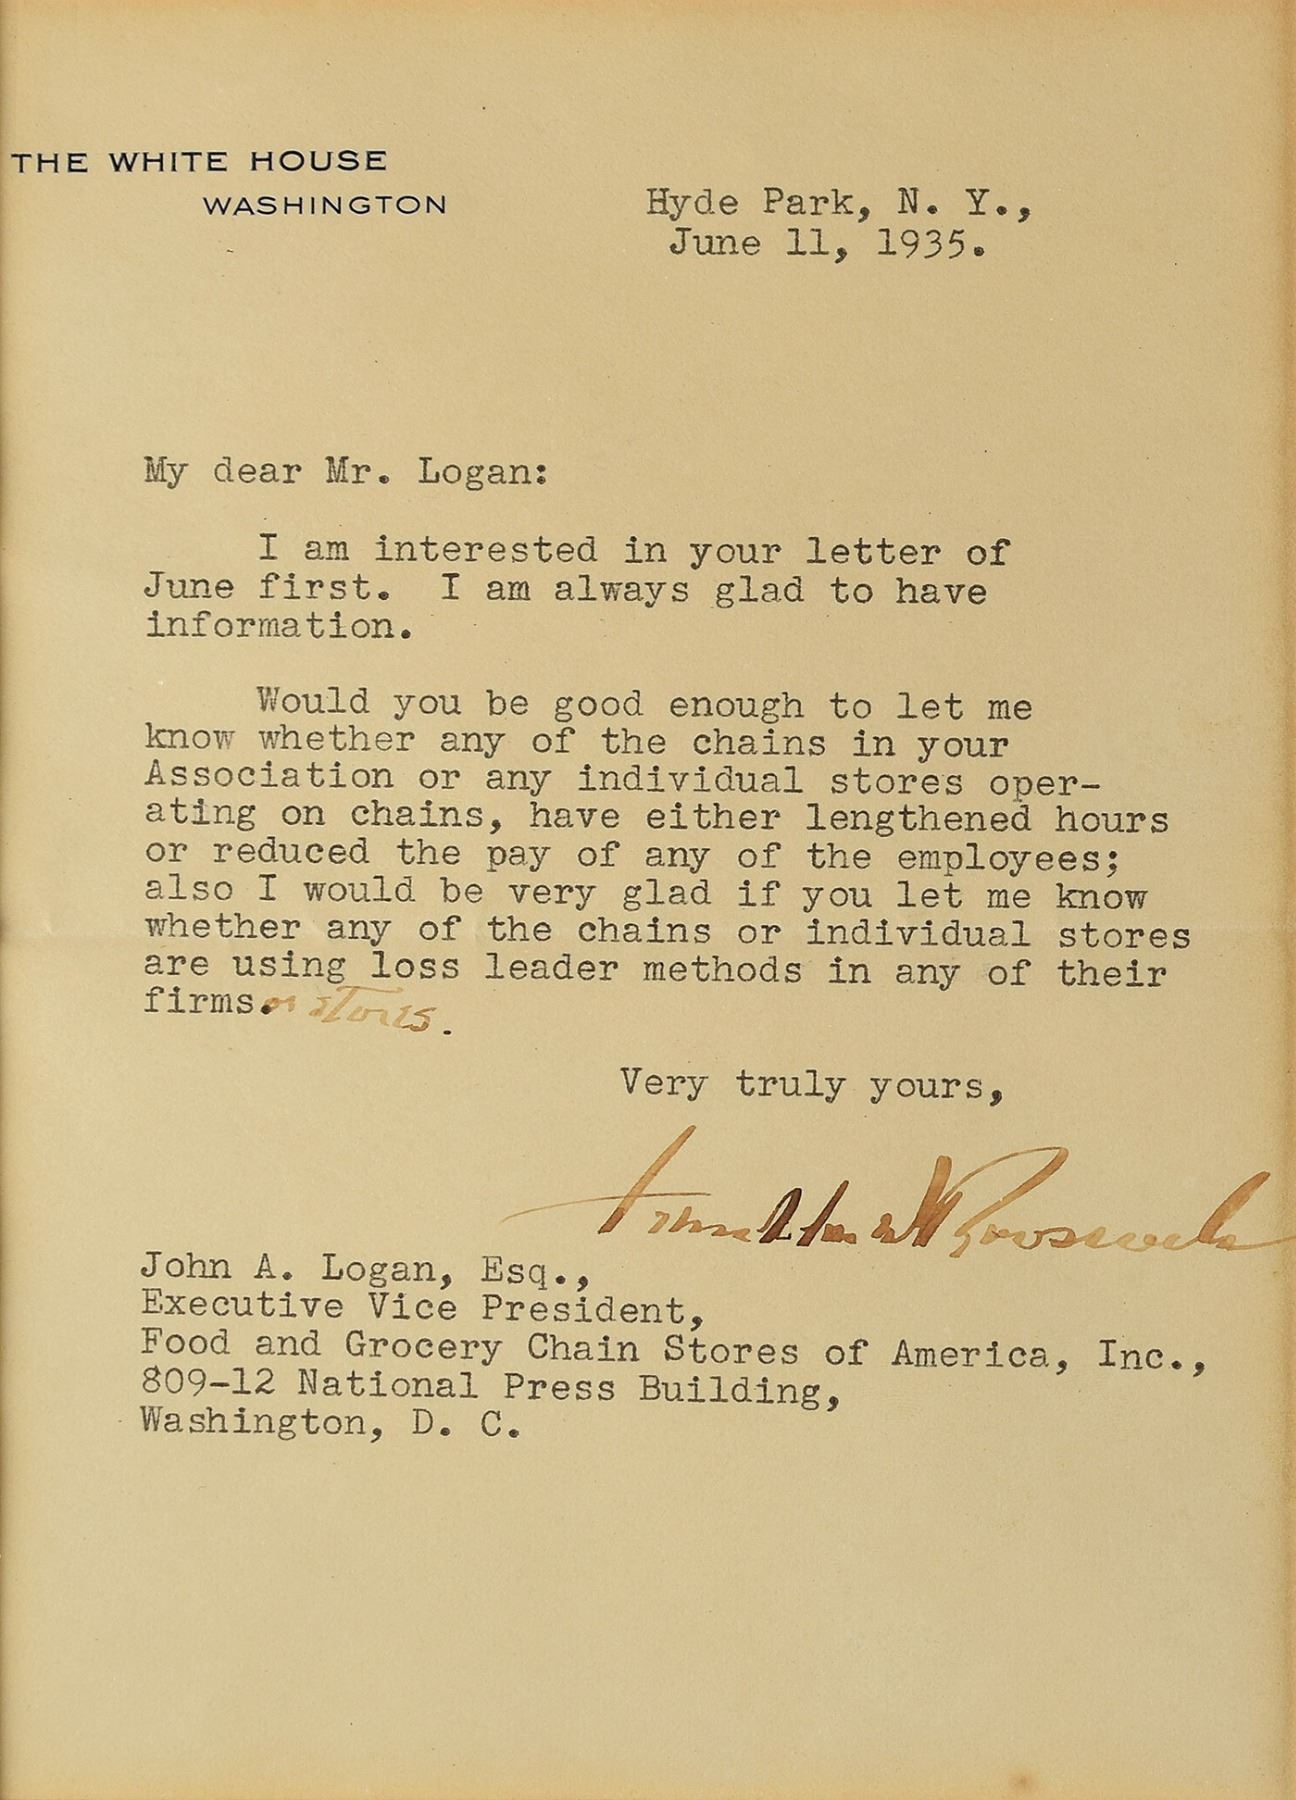 THE WHITE HOUSE
WASHINGTON
Hyde Park, N. Y.,
June 11, 1935.
My dear Mr. Logan:
I am interested in your letter of
June first.  I am always glad to have
information.
Would you be good enough to let me
know whether any of the chains in your
Association or any individual stores oper-
ating on chains, have either lengthened hours
or reduced the pay of any of the employees;
also I would be very glad if you let me know
whether any of the chains or individual stores
are using loss leader methods in any of their
firms. or stores.
Very truly yours,
Franklin D Roosevelt
John A. Logan, Esq.,
Executive Vice President,
Food and Grocery Chain Stores of America, Inc.,
809-12 National Press Building,
Washington, D. C.